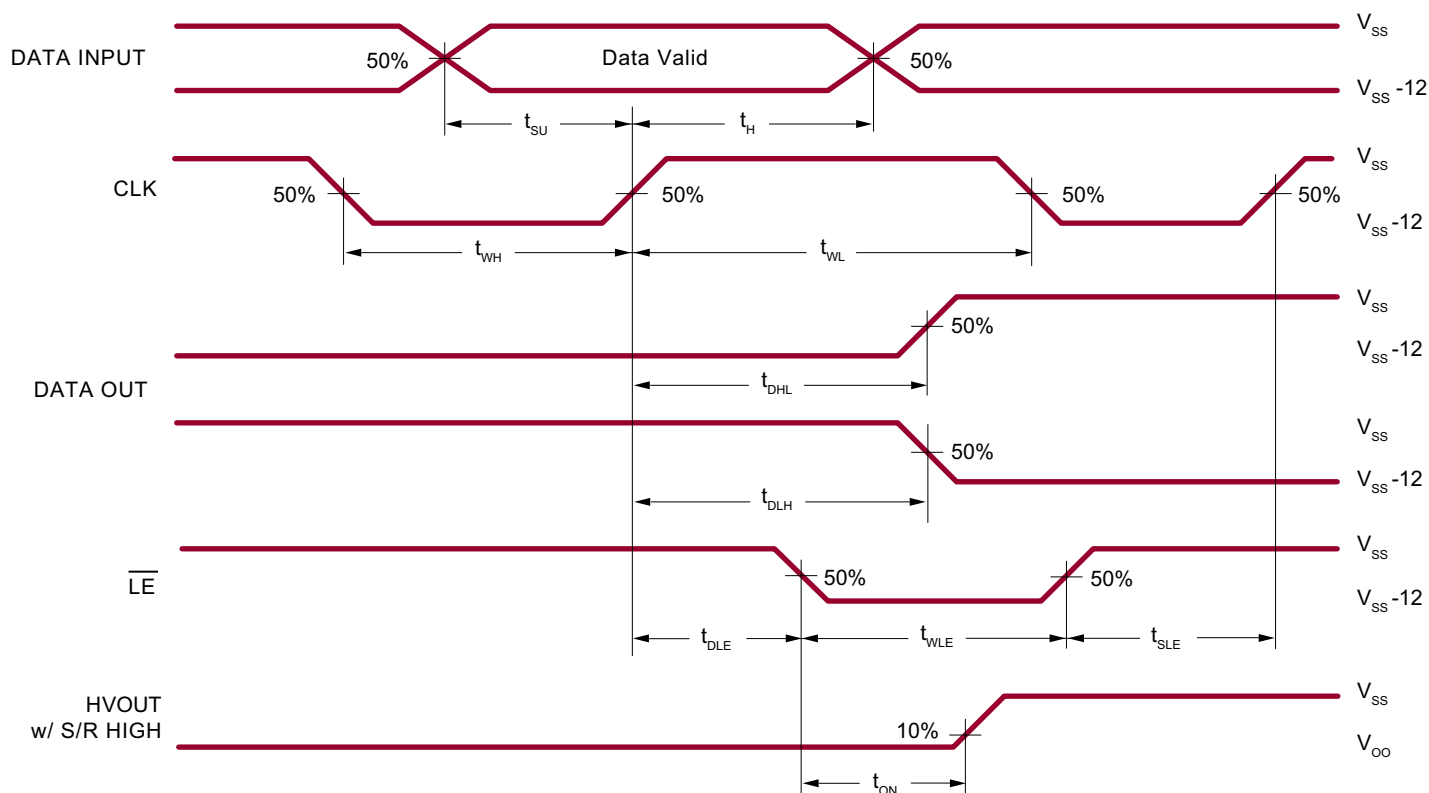 V_SS
DATA INPUT 50% Data Valid 50%
V_SS -12
t_SU t_H
V_SS
CLK 50% 50% 50% 50%
V_SS -12
t_WH t_WL
V_SS
50%
V_SS -12
t_DHL
DATA OUT
V_SS
50%
V_SS -12
t_DLH
V_SS
L̅E̅ 50% 50%
V_SS -12
t_DLE t_WLE t_SLE
HVOUT V_SS
w/ S/R HIGH 10%
V_OO
t_ON